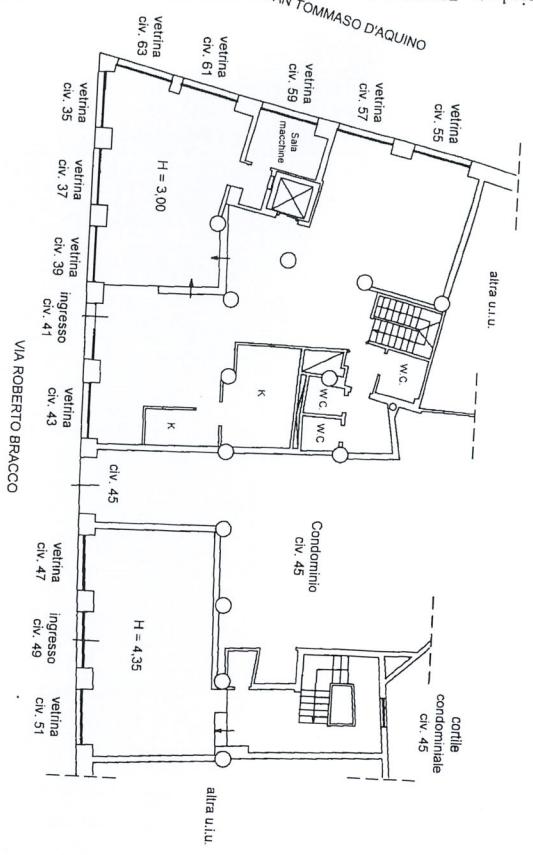 AN TOMMASO D'AQUINO
vetrina
civ. 63
vetrina
civ. 61
vetrina
civ. 59
vetrina
civ. 57
vetrina
civ. 55
vetrina
civ. 35
vetrina
civ. 37
vetrina
civ. 39
ingresso
civ. 41
vetrina
civ. 43
civ. 45
vetrina
civ. 47
ingresso
civ. 49
vetrina
civ. 51
VIA ROBERTO BRACCO
H = 3,00
Sala
macchine
altra u.i.u.
W.C.
W.C.
W.C.
K
K
Condominio
civ. 45
H = 4,35
cortile
condominiale
civ. 45
altra u.i.u.